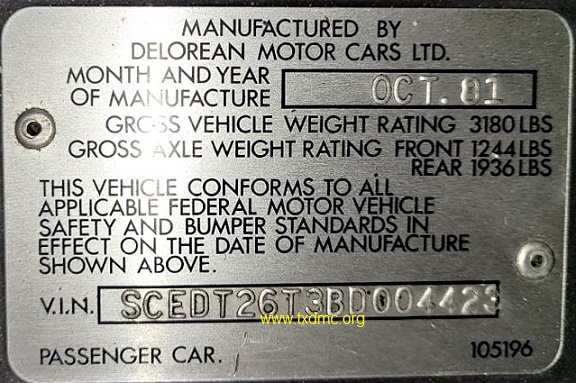 MANUFACTURED BY
DELOREAN MOTOR CARS LTD.
MONTH AND YEAR
OF MANUFACTURE OCT. 81
GROSS VEHICLE WEIGHT RATING 3180 LBS
GROSS AXLE WEIGHT RATING FRONT 1244 LBS
REAR 1936 LBS
THIS VEHICLE CONFORMS TO ALL
APPLICABLE FEDERAL MOTOR VEHICLE
SAFETY AND BUMPER STANDARDS IN
EFFECT ON THE DATE OF MANUFACTURE
SHOWN ABOVE.
V.I.N. SCEDT26T3BD004423
www.txdmc.org
PASSENGER CAR. 105196